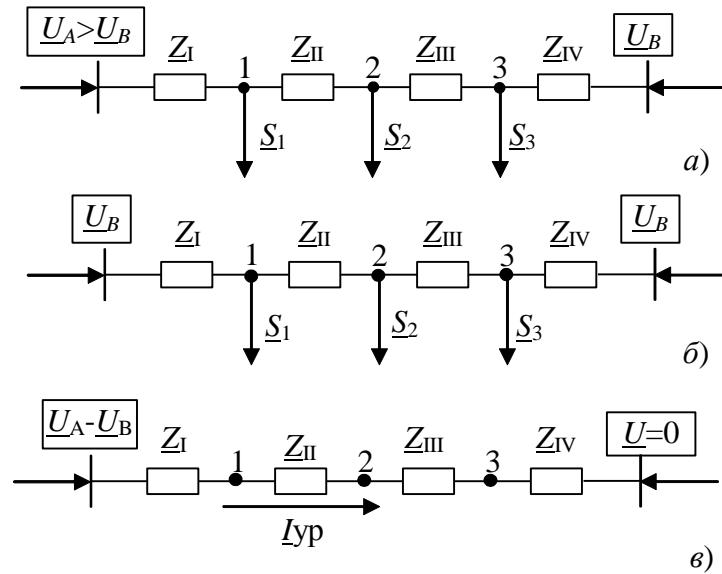 U_A>U_B U_B
Z_I Z_II Z_III Z_IV
1 2 3
S_1 S_2 S_3
а)
U_B U_B
Z_I Z_II Z_III Z_IV
1 2 3
S_1 S_2 S_3
б)
U_A-U_B U=0
Z_I Z_II Z_III Z_IV
1 2 3
Iур
в)